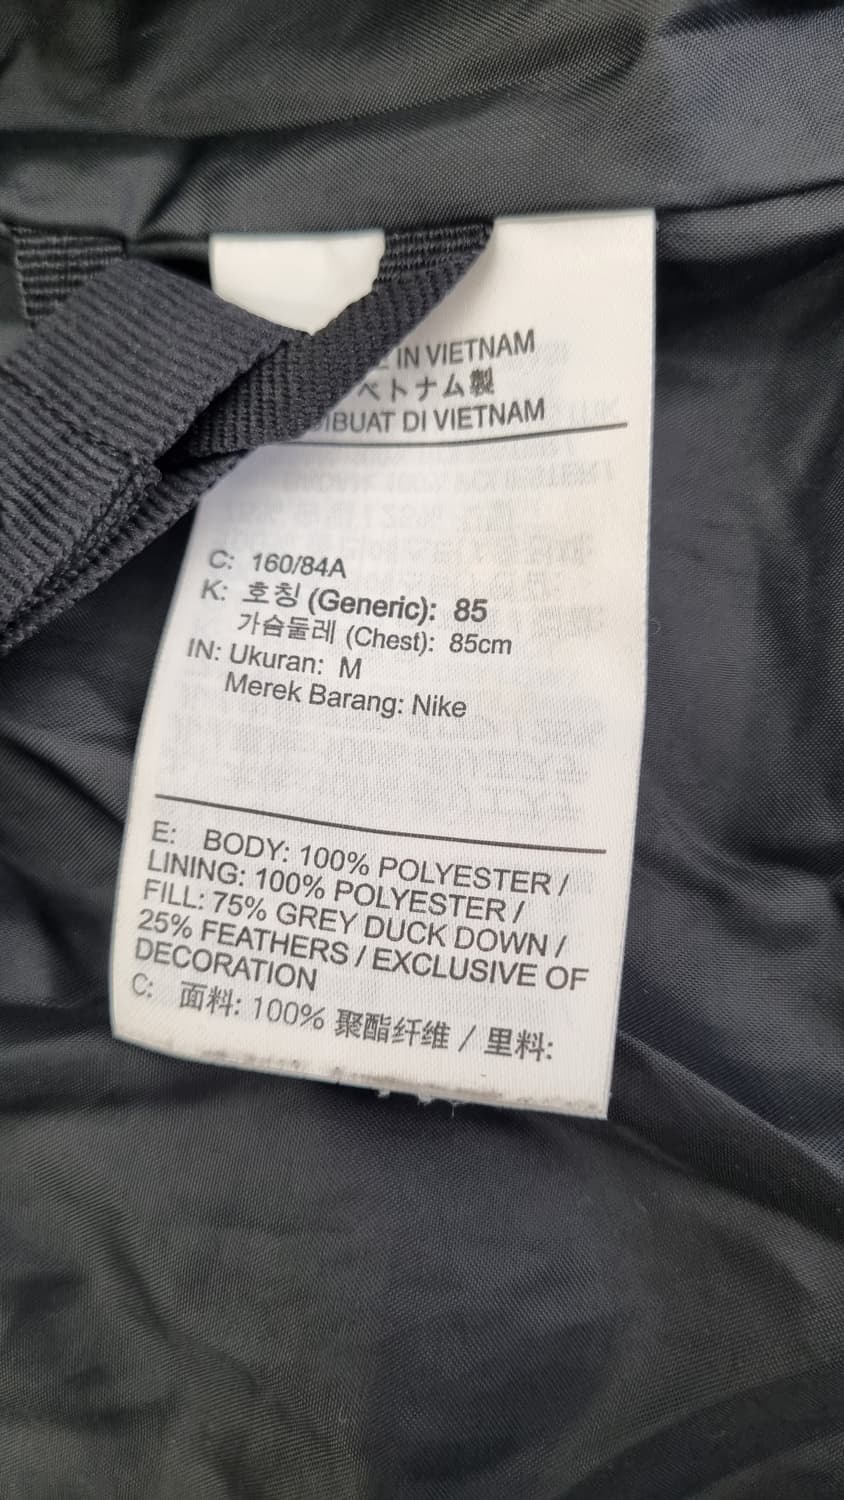 IN VIETNAM
ベトナム製
DIBUAT DI VIETNAM
C: 160/84A
K: 호칭 (Generic): 85
가슴둘레 (Chest): 85cm
IN: Ukuran: M
Merek Barang: Nike
E: BODY: 100% POLYESTER /
LINING: 100% POLYESTER /
FILL: 75% GREY DUCK DOWN /
25% FEATHERS / EXCLUSIVE OF
DECORATION
C: 面料: 100% 聚酯纤维 / 里料: